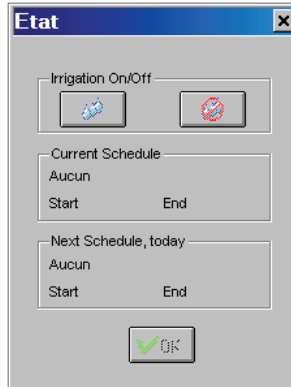 Etat
Irrigation On/Off
Current Schedule
Aucun
Start End
Next Schedule, today
Aucun
Start End
OK